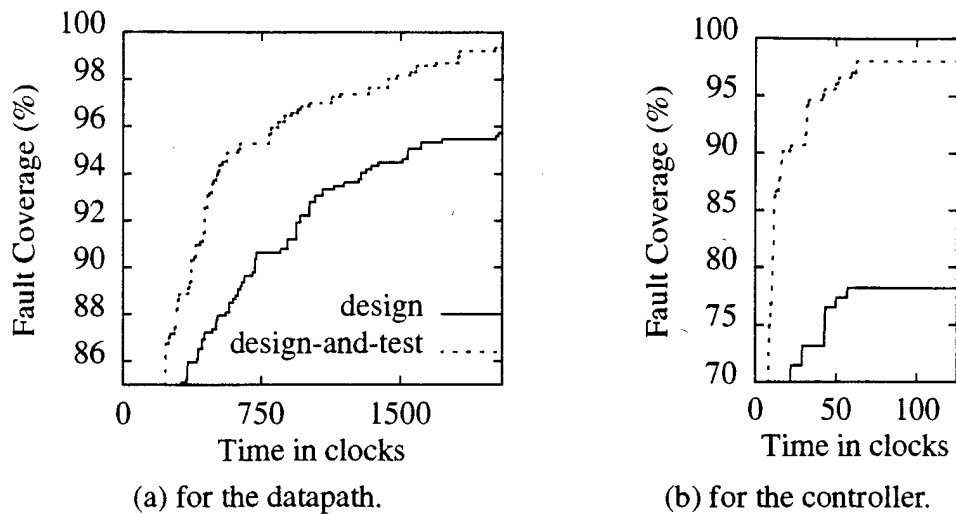 Fault Coverage (%)
100
98
96
94
92
90
88
86
design
design-and-test
0
750
1500
Time in clocks
(a) for the datapath.
Fault Coverage (%)
100
95
90
85
80
75
70
0
50
100
Time in clocks
(b) for the controller.